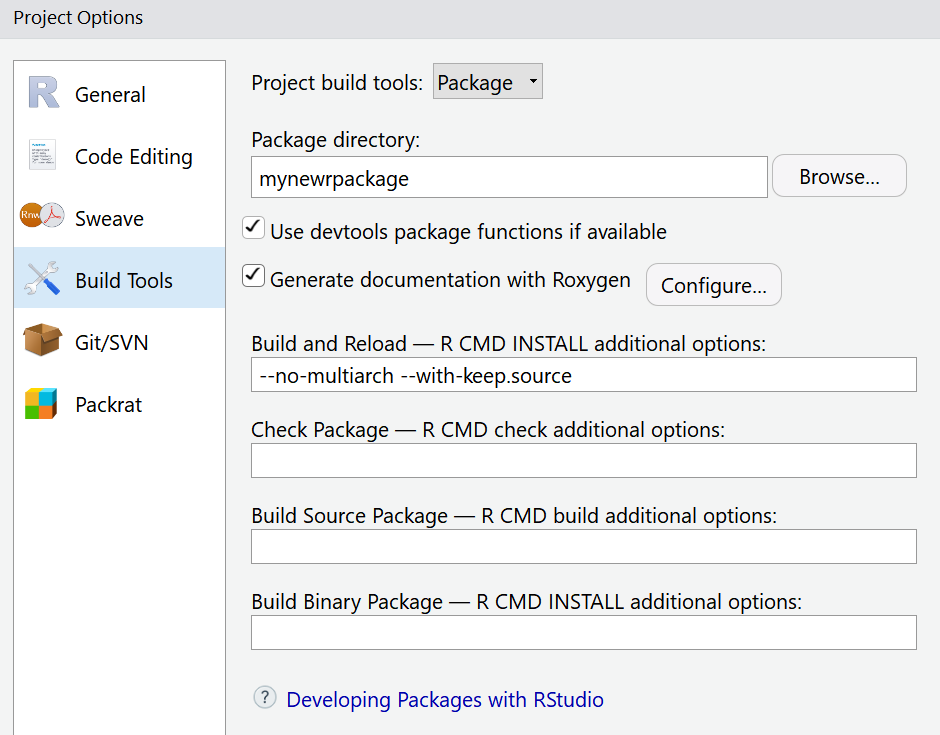 Project Options
General
Code Editing
Rnw
Sweave
Build Tools
Git/SVN
Packrat
Project build tools: Package
Package directory:
mynewrpackage
Browse...
Use devtools package functions if available
Generate documentation with Roxygen
Configure...
Build and Reload — R CMD INSTALL additional options:
--no-multiarch --with-keep.source
Check Package — R CMD check additional options:
Build Source Package — R CMD build additional options:
Build Binary Package — R CMD INSTALL additional options:
? Developing Packages with RStudio